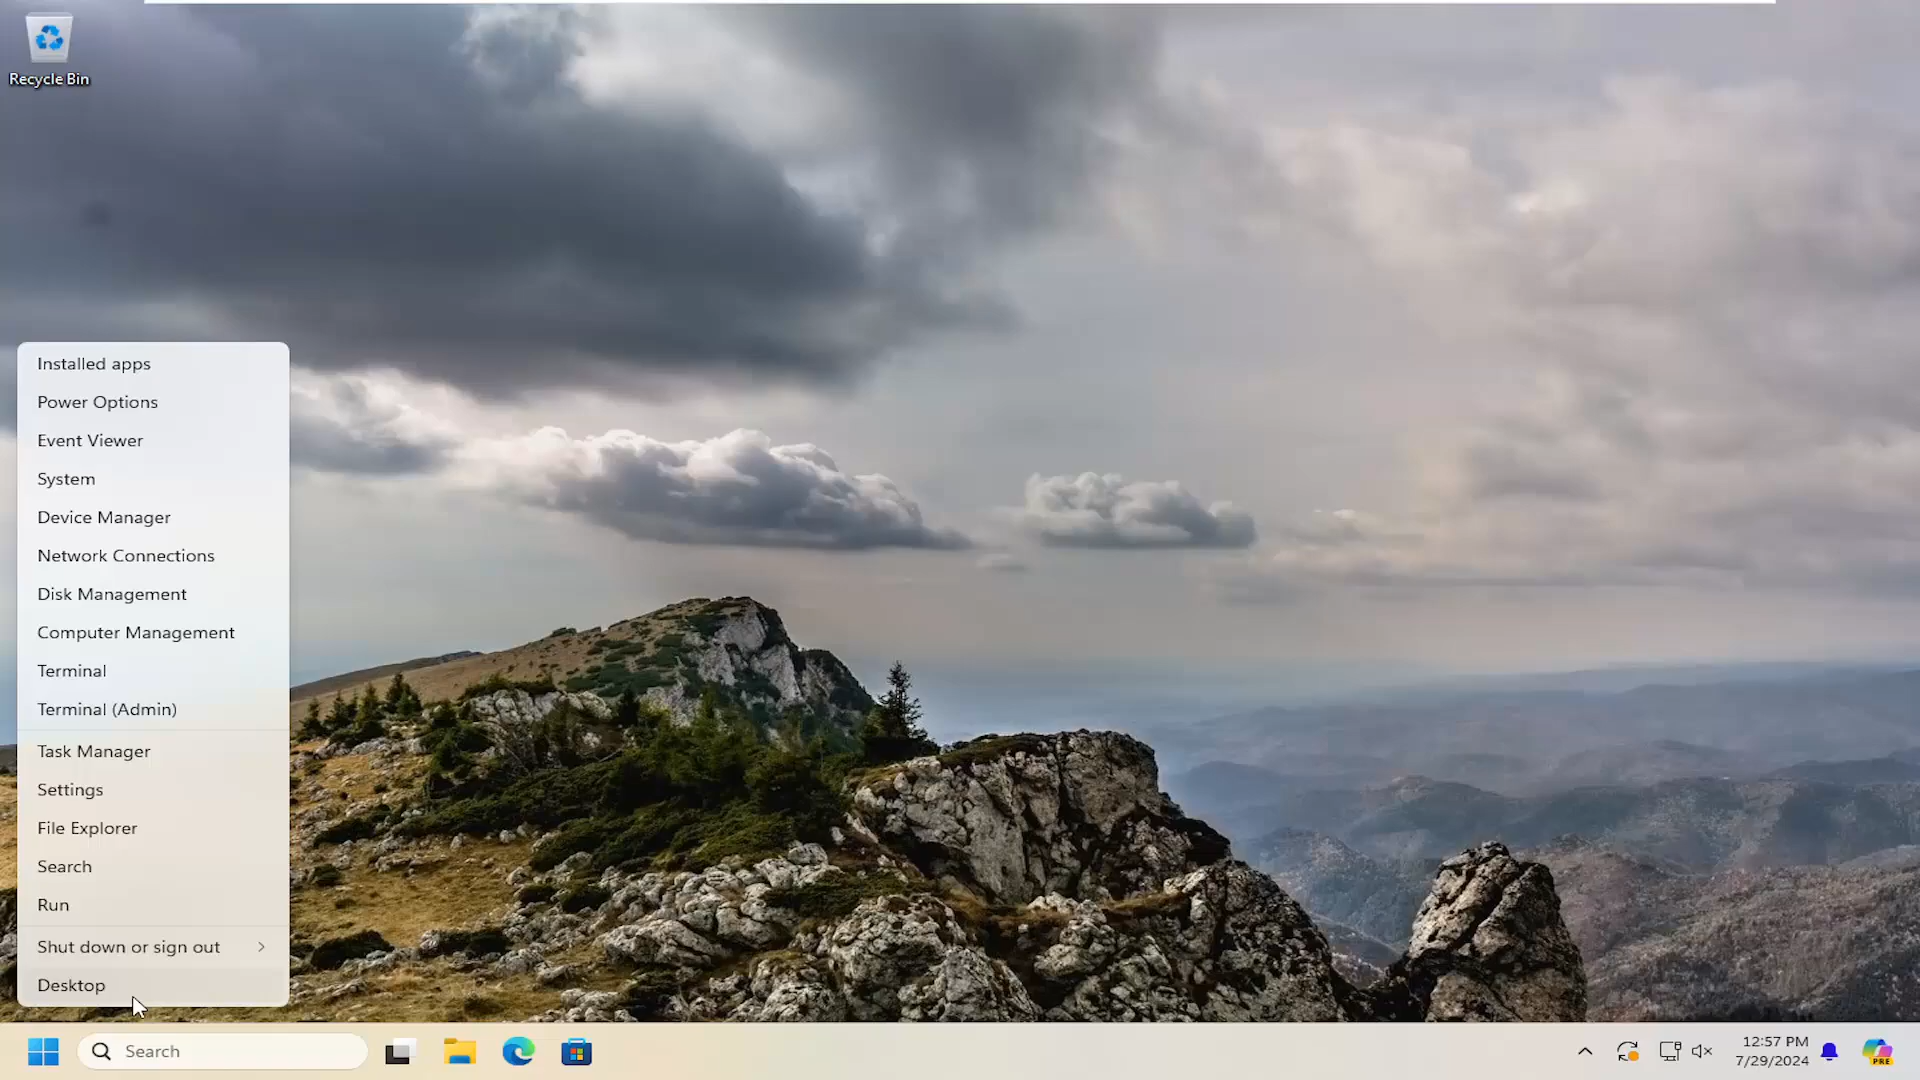 Recycle Bin
Installed apps
Power Options
Event Viewer
System
Device Manager
Network Connections
Disk Management
Computer Management
Terminal
Terminal (Admin)
Task Manager
Settings
File Explorer
Search
Run
Shut down or sign out
Desktop
Search
12:57 PM
7/29/2024
PRE